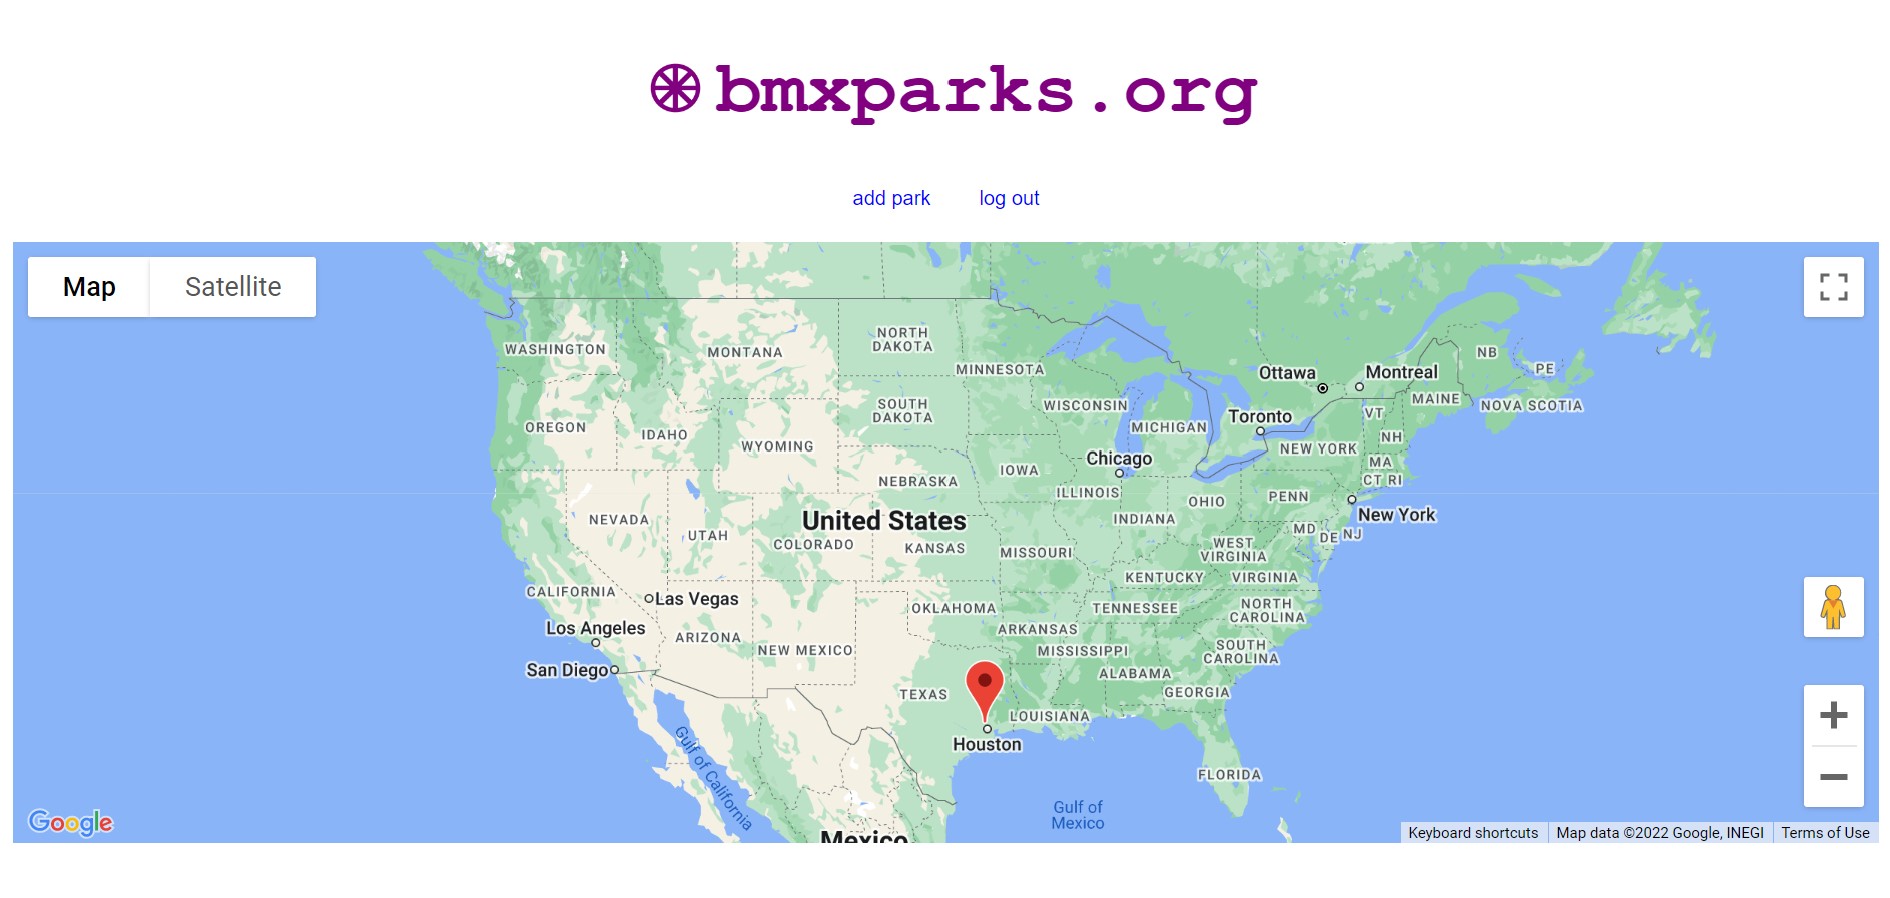 bmxparks.org
add park log out
Map Satellite
NORTH
DAKOTA
WASHINGTON
MONTANA
NB
MINNESOTA
PE
Ottawa
Montreal
SOUTH
DAKOTA
WISCONSIN
MAINE
NOVA SCOTIA
VT
Toronto
OREGON
IDAHO
MICHIGAN
NH
WYOMING
NEW YORK
Chicago
MA
IOWA
NEBRASKA
CT RI
ILLINOIS
OHIO
PENN
NEVADA
United States
INDIANA
New York
MD
DE
NJ
UTAH
COLORADO
KANSAS
MISSOURI
WEST
VIRGINIA
KENTUCKY
VIRGINIA
CALIFORNIA
Las Vegas
OKLAHOMA
TENNESSEE
NORTH
CAROLINA
Los Angeles
ARIZONA
ARKANSAS
NEW MEXICO
MISSISSIPPI
SOUTH
CAROLINA
San Diego
ALABAMA
TEXAS
GEORGIA
LOUISIANA
Houston
Gulf of California
FLORIDA
Gulf of
Mexico
Google
Mexico
Keyboard shortcuts Map data ©2022 Google, INEGI Terms of Use